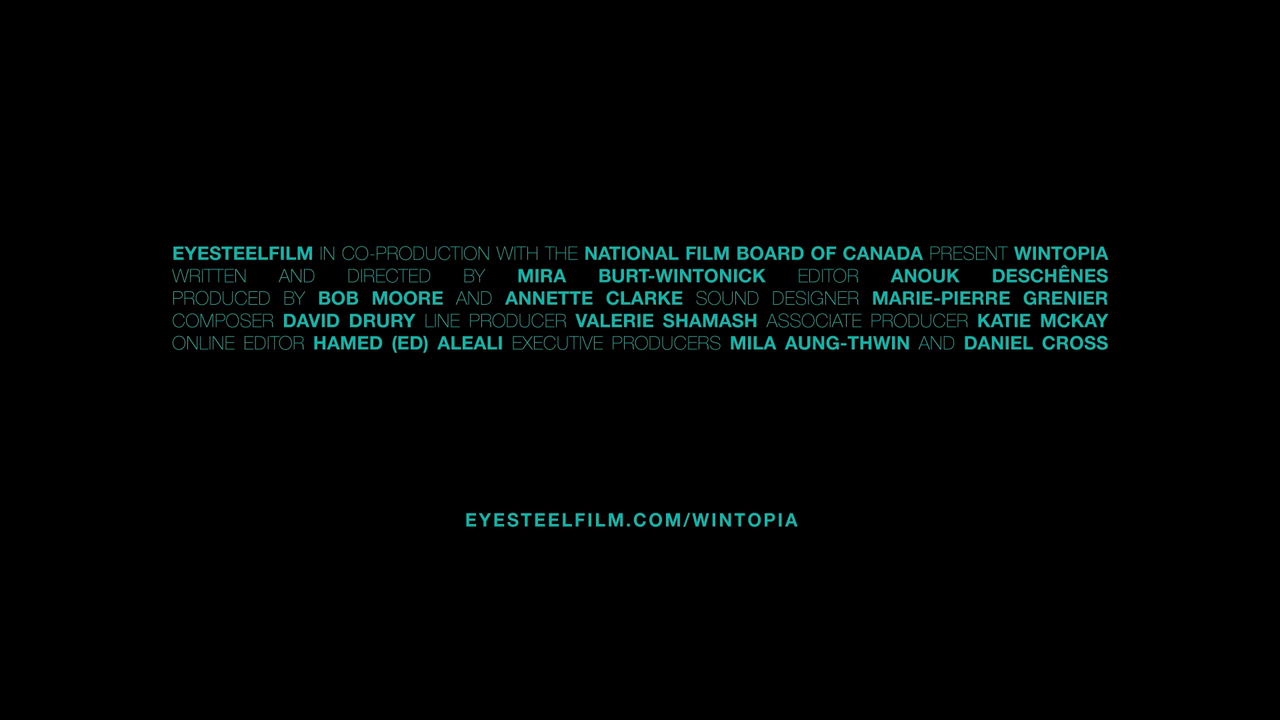 EYESTEELFILM IN CO-PRODUCTION WITH THE NATIONAL FILM BOARD OF CANADA PRESENT WINTOPIA
WRITTEN AND DIRECTED BY MIRA BURT-WINTONICK EDITOR ANOUK DESCHÊNES
PRODUCED BY BOB MOORE AND ANNETTE CLARKE SOUND DESIGNER MARIE-PIERRE GRENIER
COMPOSER DAVID DRURY LINE PRODUCER VALERIE SHAMASH ASSOCIATE PRODUCER KATIE MCKAY
ONLINE EDITOR HAMED (ED) ALEALI EXECUTIVE PRODUCERS MILA AUNG-THWIN AND DANIEL CROSS
EYESTEELFILM.COM/WINTOPIA